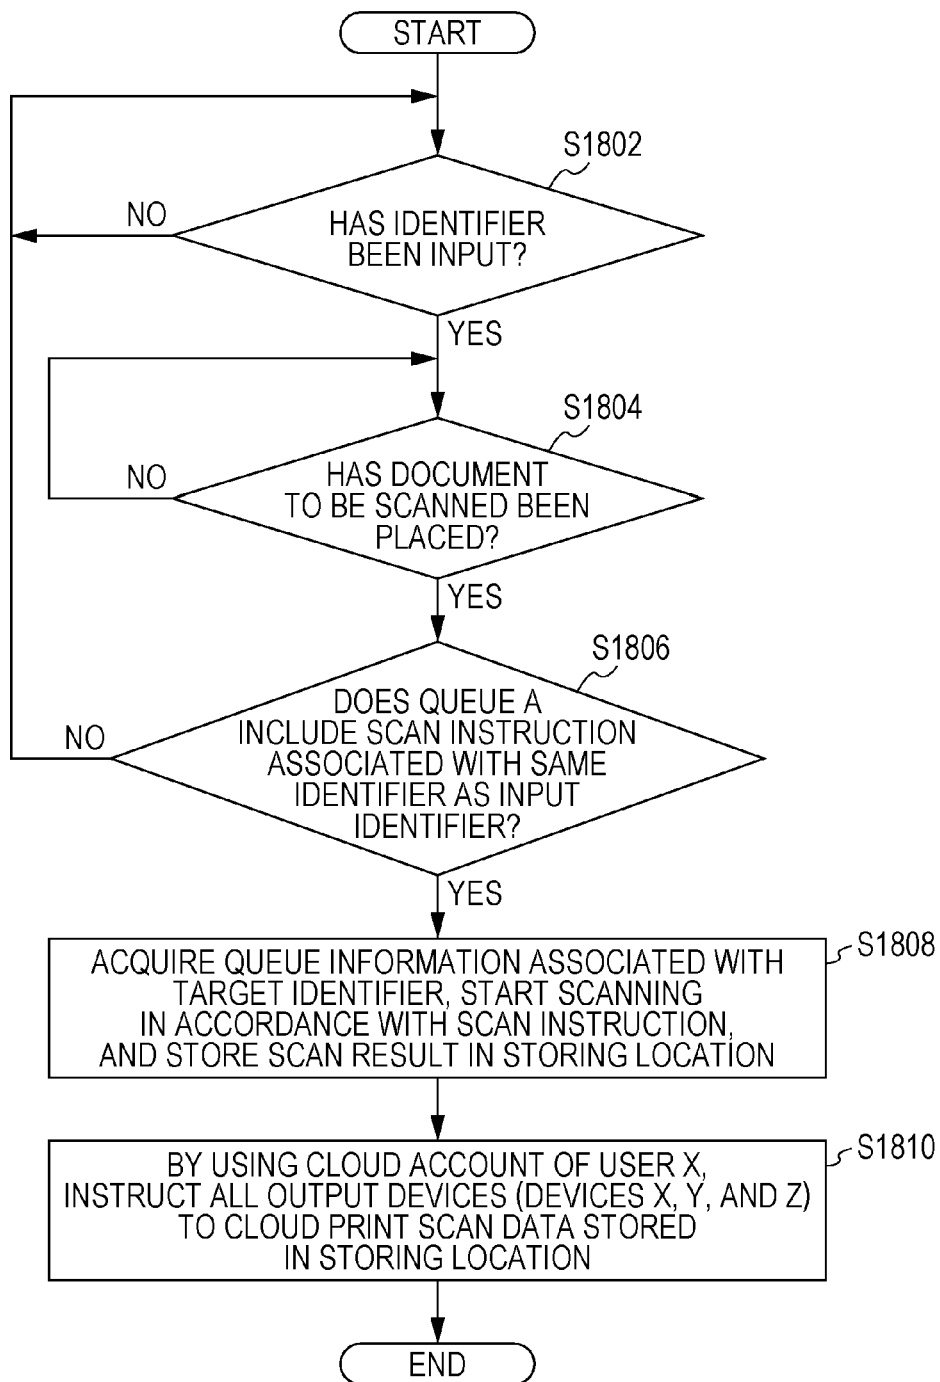 START
S1802
NO
HAS IDENTIFIER
BEEN INPUT?
YES
S1804
NO
HAS DOCUMENT
TO BE SCANNED BEEN
PLACED?
YES
S1806
NO
DOES QUEUE A
INCLUDE SCAN INSTRUCTION
ASSOCIATED WITH SAME
IDENTIFIER AS INPUT
IDENTIFIER?
YES
S1808
ACQUIRE QUEUE INFORMATION ASSOCIATED WITH
TARGET IDENTIFIER, START SCANNING
IN ACCORDANCE WITH SCAN INSTRUCTION,
AND STORE SCAN RESULT IN STORING LOCATION
S1810
BY USING CLOUD ACCOUNT OF USER X,
INSTRUCT ALL OUTPUT DEVICES (DEVICES X, Y, AND Z)
TO CLOUD PRINT SCAN DATA STORED
IN STORING LOCATION
END